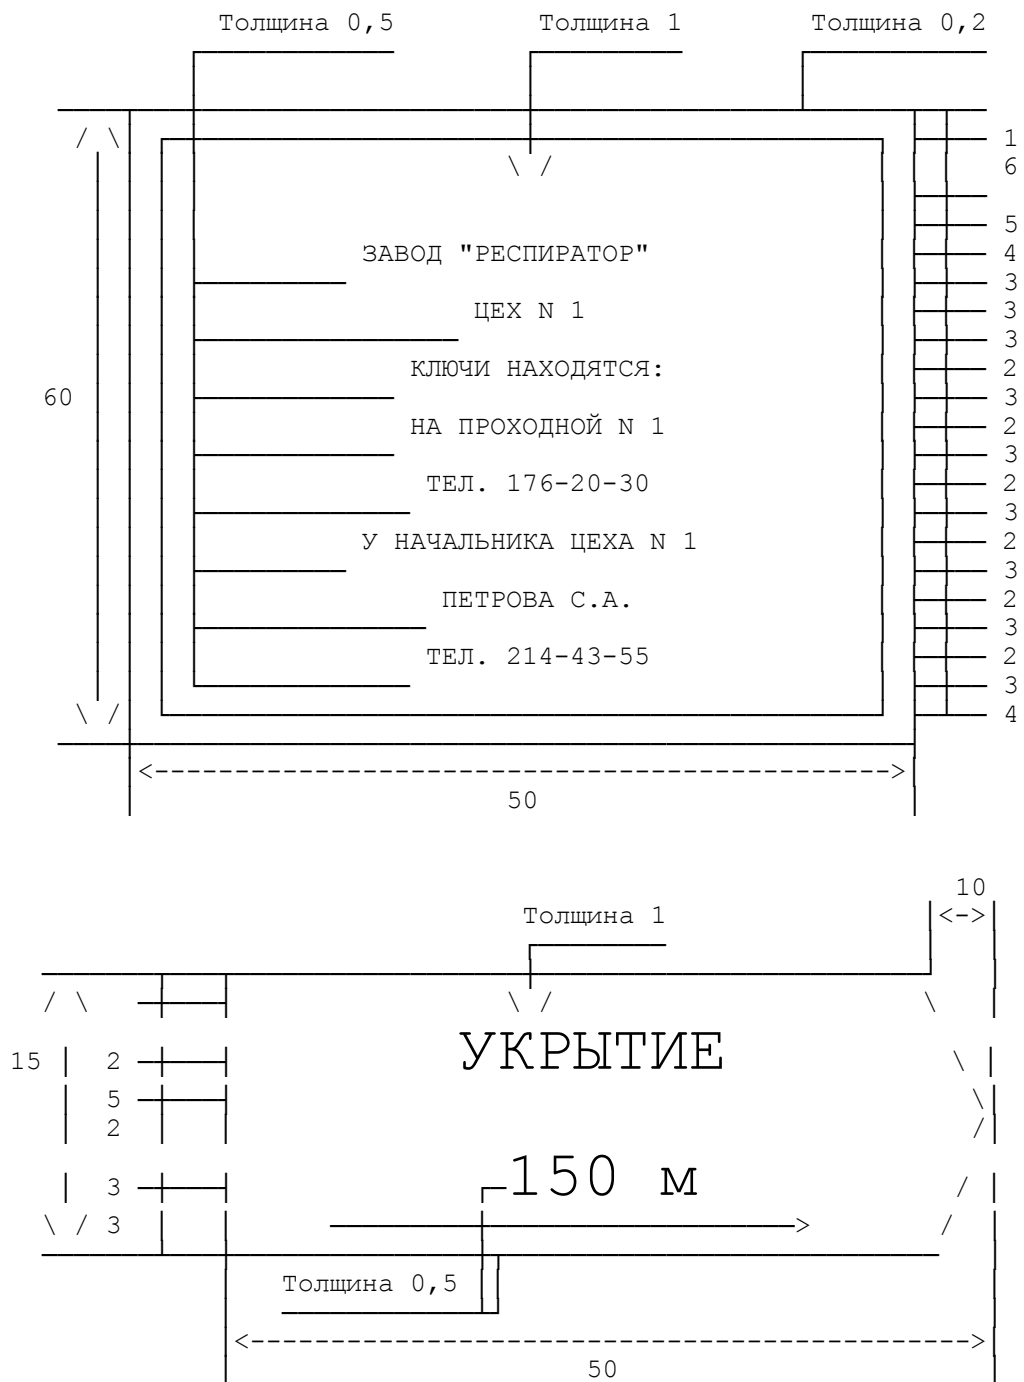 Толщина 0,5 Толщина 1 Толщина 0,2
1
6
5
ЗАВОД "РЕСПИРАТОР" 4
3
ЦЕХ N 1 3
3
КЛЮЧИ НАХОДЯТСЯ: 2
60 3
НА ПРОХОДНОЙ N 1 2
3
ТЕЛ. 176-20-30 2
3
У НАЧАЛЬНИКА ЦЕХА N 1 2
3
ПЕТРОВА С.А. 2
3
ТЕЛ. 214-43-55 2
3
4
50
10
Толщина 1
УКРЫТИЕ
15 2
5
2
150 м
3
3
Толщина 0,5
50